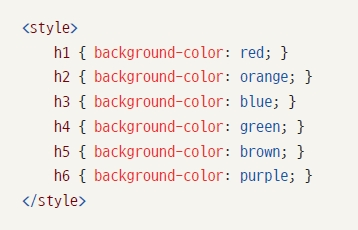 <style>
h1 { background-color: red; }
h2 { background-color: orange; }
h3 { background-color: blue; }
h4 { background-color: green; }
h5 { background-color: brown; }
h6 { background-color: purple; }
</style>